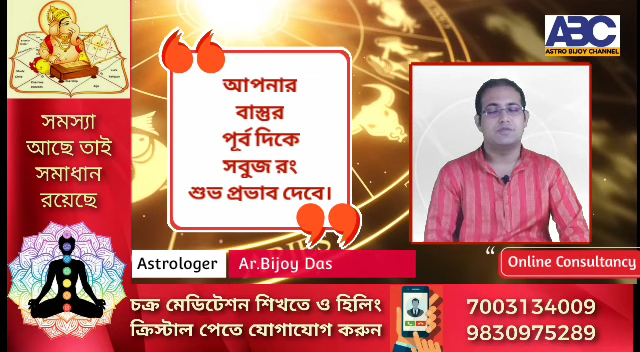 ABC
ASTRO BIJOY CHANNEL
আপনার
বাস্তুর
পূর্ব দিকে
সবুজ রং
শুভ প্রভাব দেবে।
সমস্যা
আছে তাই
সমাধান
রয়েছে
Astrologer
Ar.Bijoy Das
Online Consultancy
চক্র মেডিটেশন শিখতে ও হিলিং
ক্রিস্টাল পেতে যোগাযোগ করুন
7003134009
9830975289